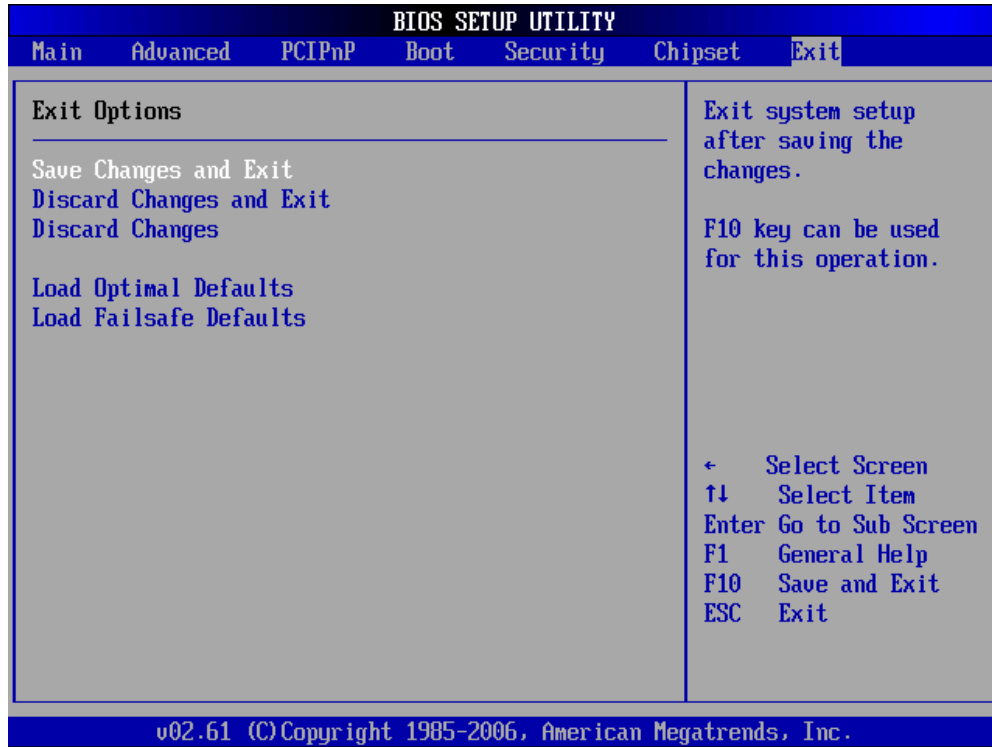 BIOS SETUP UTILITY
Main Advanced PCIPnP Boot Security Chipset Exit
Exit Options
Save Changes and Exit
Discard Changes and Exit
Discard Changes
Load Optimal Defaults
Load Failsafe Defaults
Exit system setup
after saving the
changes.
F10 key can be used
for this operation.
← Select Screen
↑↓ Select Item
Enter Go to Sub Screen
F1 General Help
F10 Save and Exit
ESC Exit
v02.61 (C)Copyright 1985-2006, American Megatrends, Inc.